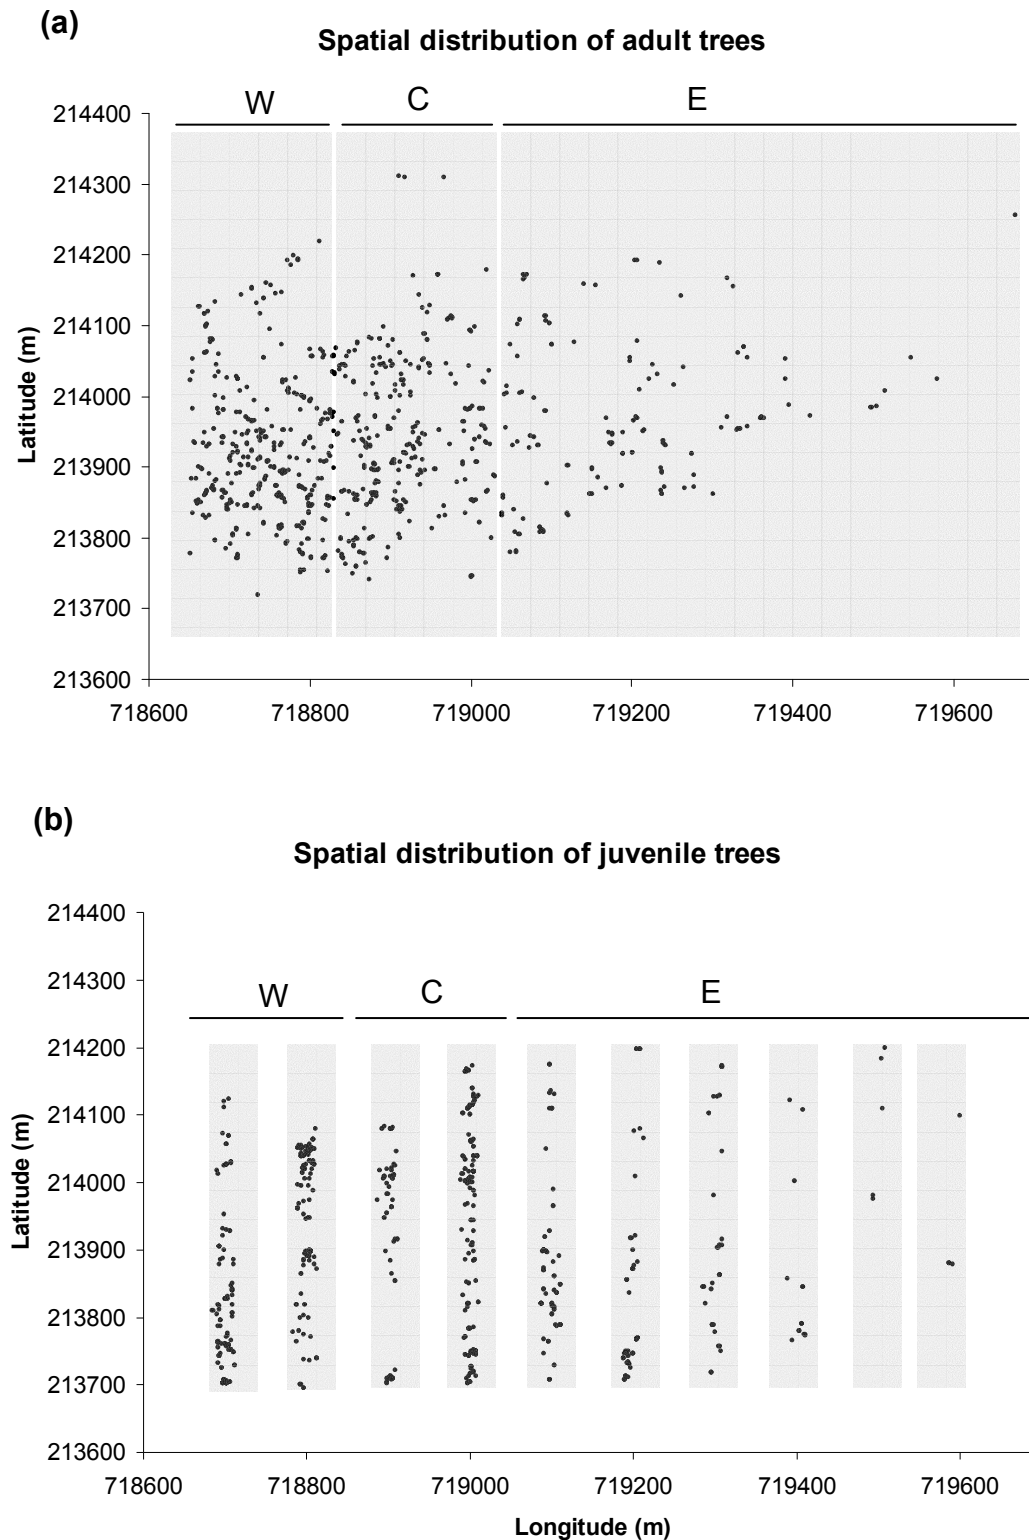 (a)
Spatial distribution of adult trees
W C E
214400
214300
214200
214100
214000
213900
213800
213700
213600
Latitude (m)
718600 718800 719000 719200 719400 719600
(b)
Spatial distribution of juvenile trees
214400
214300
W C E
214200
214100
214000
213900
213800
213700
213600
Latitude (m)
718600 718800 719000 719200 719400 719600
Longitude (m)